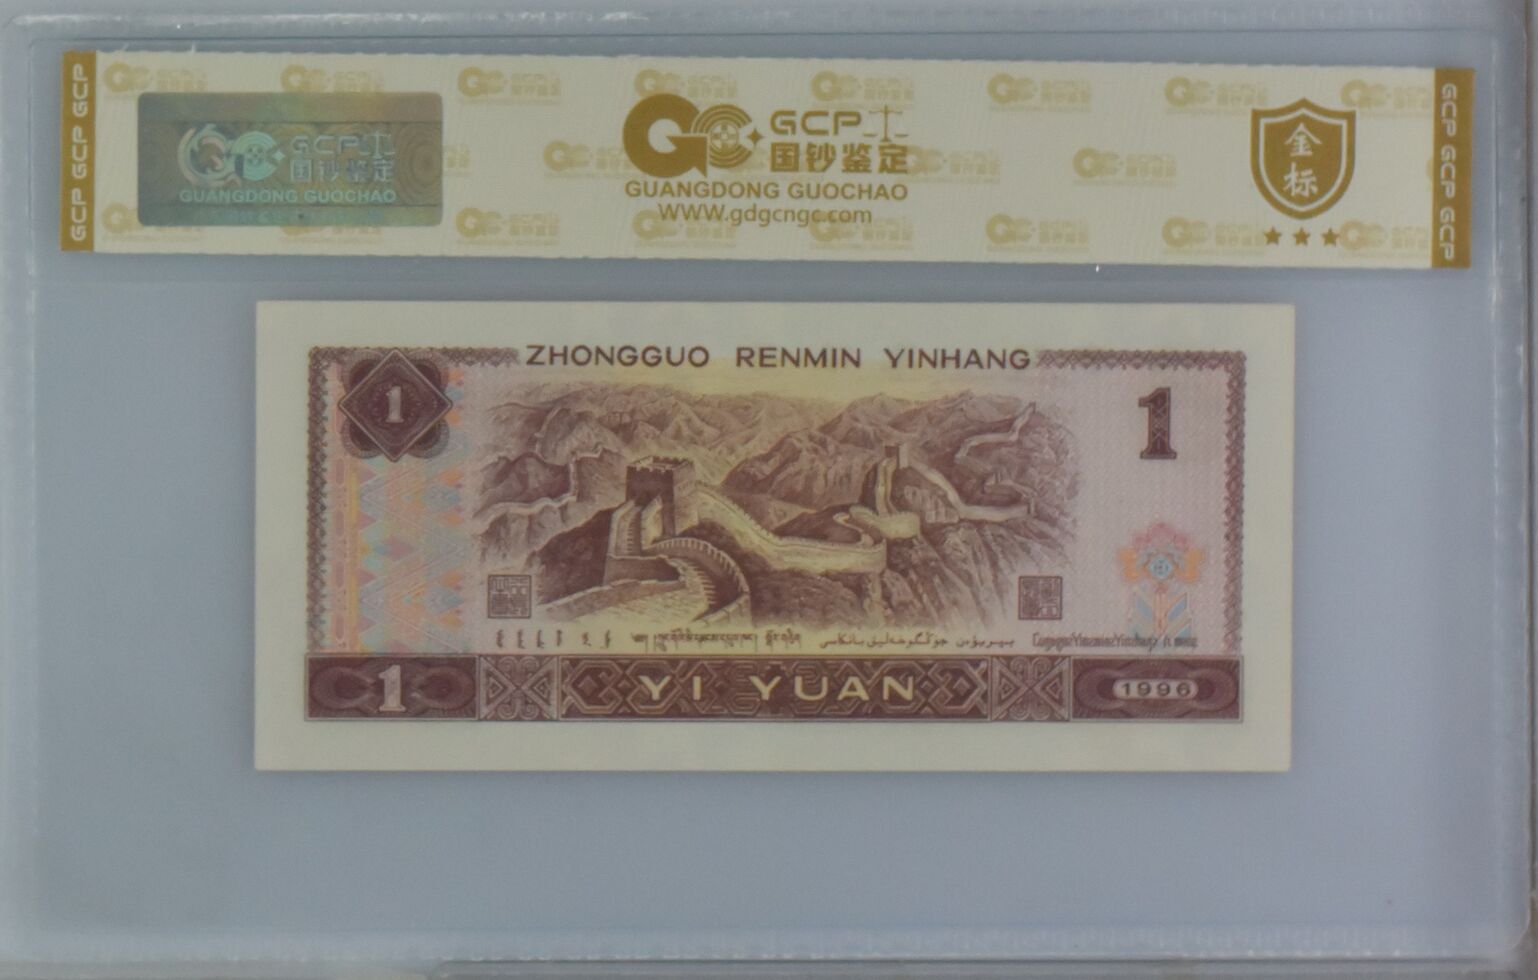 GCP GCP GCP
GCP
国钞鉴定
GUANGDONG GUOCHAO
GCP
国钞鉴定
GUANGDONG GUOCHAO
WWW.gdgcngc.com
金标
GCP GCP GCP
ZHONGGUO RENMIN YINHANG
1
1
1
YI YUAN
1996